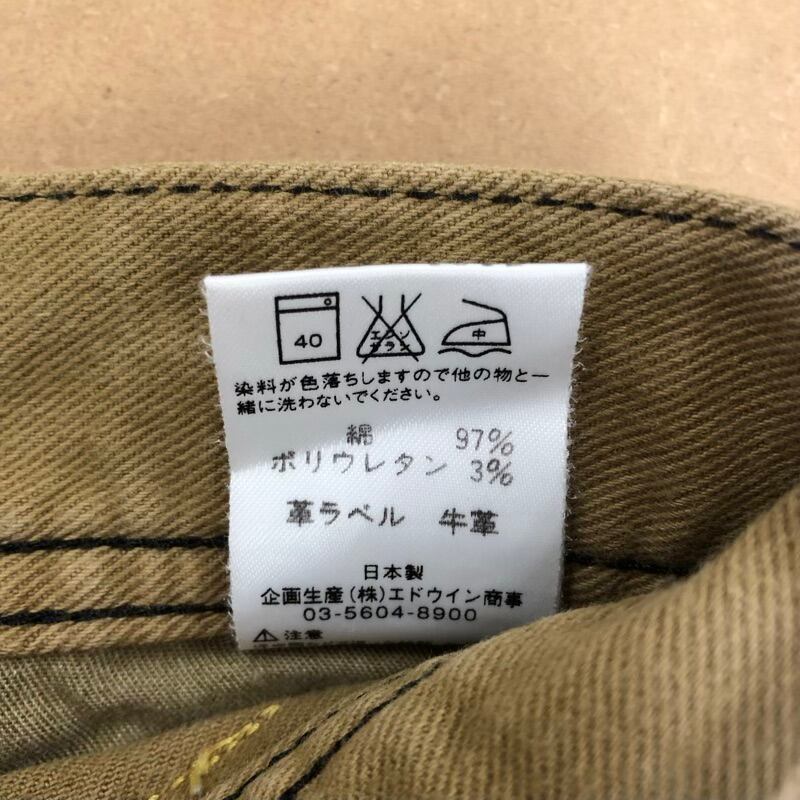 40
エンソ
サラシ
中
染料が色落ちしますので他の物と一
緒に洗わないでください。
綿 97%
ポリウレタン 3%
革ラベル 牛革
日本製
企画生産(株)エドウイン商事
03-5604-8900
⚠注意